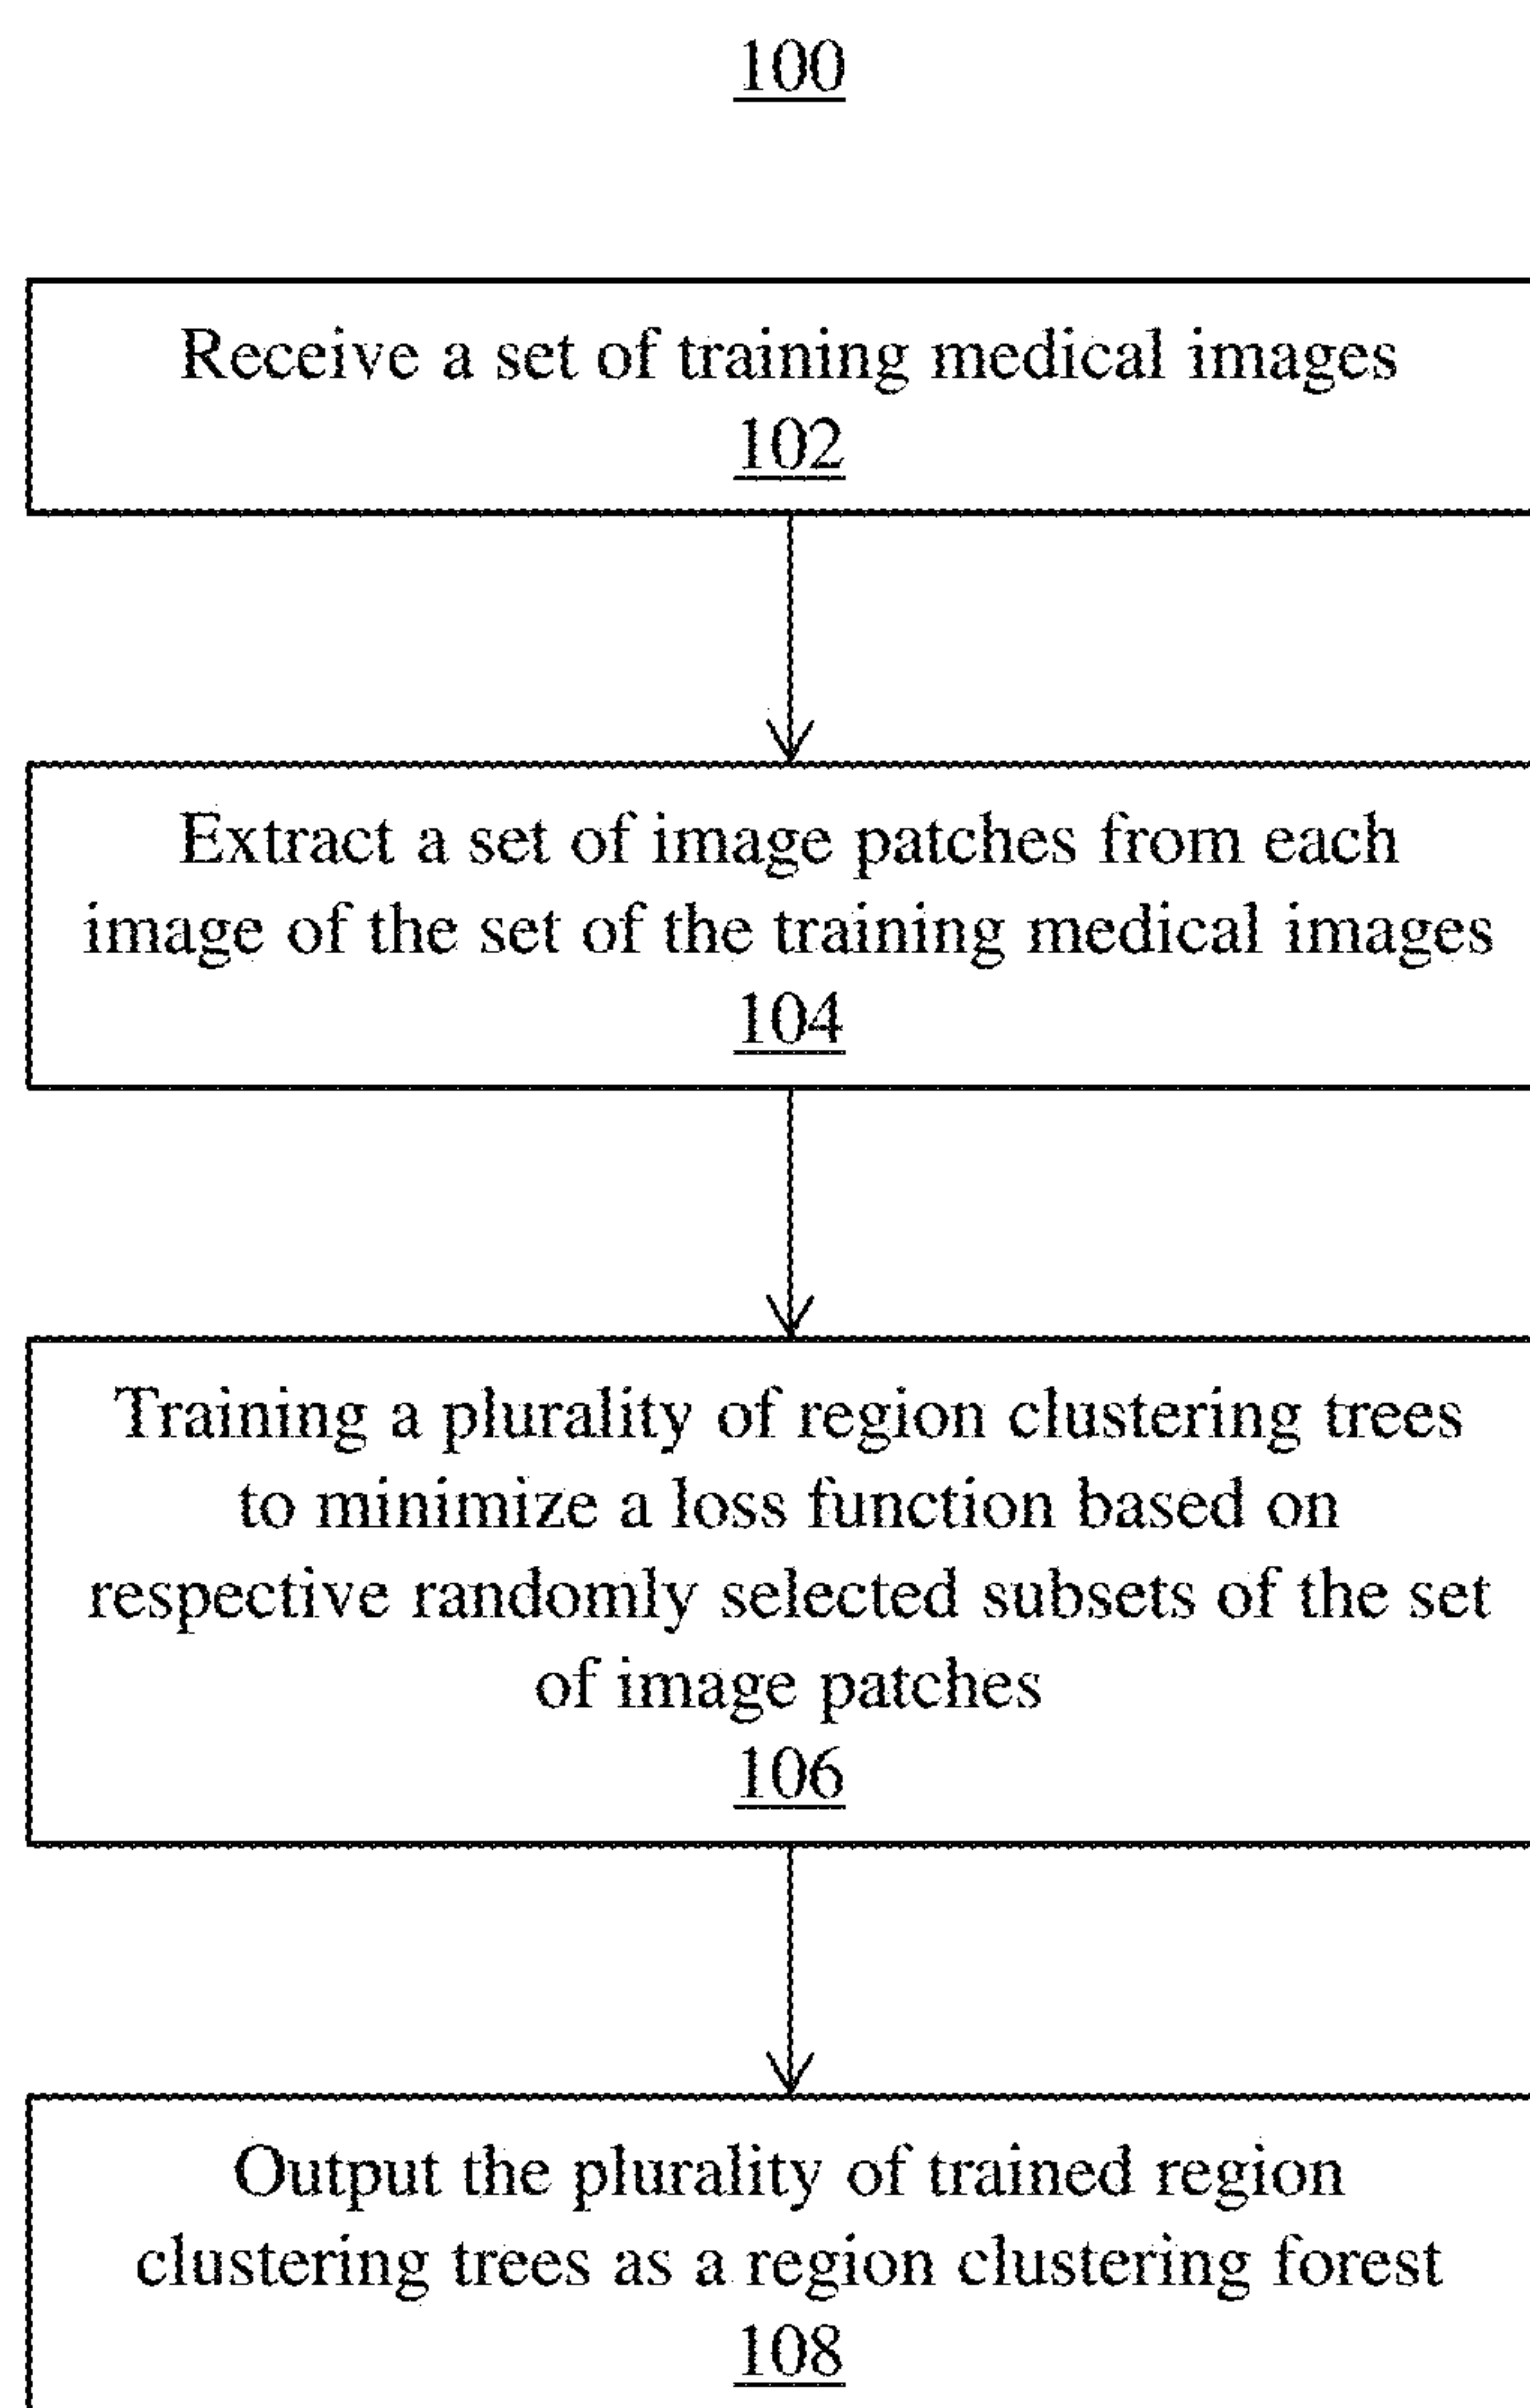 100
Receive a set of training medical images
102
Extract a set of image patches from each
image of the set of the training medical images
104
Training a plurality of region clustering trees
to minimize a loss function based on
respective randomly selected subsets of the set
of image patches
106
Output the plurality of trained region
clustering trees as a region clustering forest
108